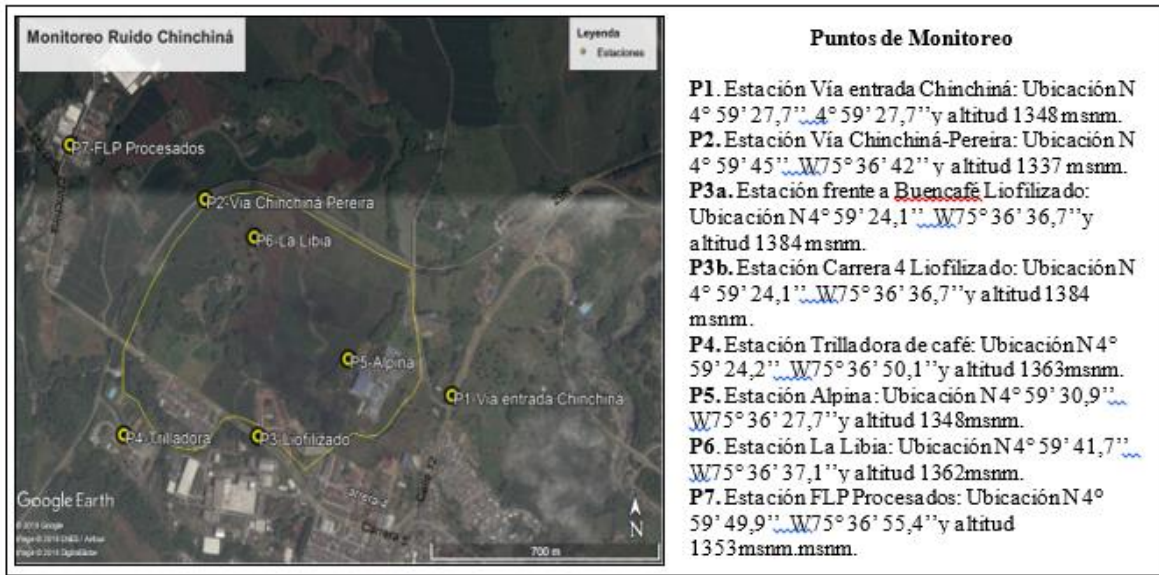 Monitoreo Ruido Chinchiná
Leyenda
Estaciones
P7-FLP Procesados
P2-Via Chinchiná Pereira
P6-La Libia
P5-Alpina
P1-Via entrada Chinchina
P4-Trilladora
P3-Liofilizado
Google Earth
N
700 m
Puntos de Monitoreo
P1. Estación Vía entrada Chinchiná: Ubicación N
4° 59' 27,7'' 4° 59' 27,7'' y altitud 1348 msnm.
P2. Estación Vía Chinchiná-Pereira: Ubicación N
4° 59' 45'' W75° 36' 42'' y altitud 1337 msnm.
P3a. Estación frente a Buencafé Liofilizado:
Ubicación N 4° 59' 24,1'' W75° 36' 36,7'' y
altitud 1384 msnm.
P3b. Estación Carrera 4 Liofilizado: Ubicación N
4° 59' 24,1'' W75° 36' 36,7'' y altitud 1384
msnm.
P4. Estación Trilladora de café: Ubicación N 4°
59' 24,2'' W75° 36' 50,1'' y altitud 1363msnm.
P5. Estación Alpina: Ubicación N 4° 59' 30,9''
W75° 36' 27,7'' y altitud 1348msnm.
P6. Estación La Libia: Ubicación N 4° 59' 41,7''
W75° 36' 37,1'' y altitud 1362msnm.
P7. Estación FLP Procesados: Ubicación N 4°
59' 49,9'' W75° 36' 55,4'' y altitud
1353msnm.msnm.